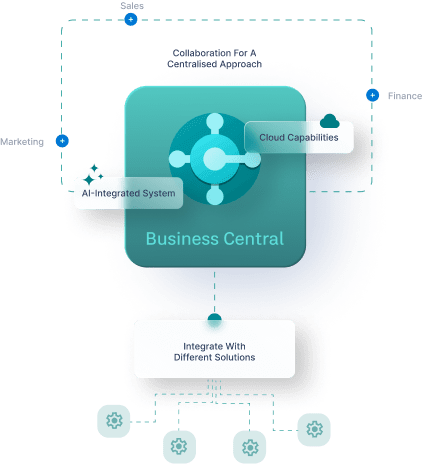 Sales
Collaboration For A
Centralised Approach
Finance
Cloud Capabilities
Marketing
AI-Integrated System
Business Central
Integrate With
Different Solutions